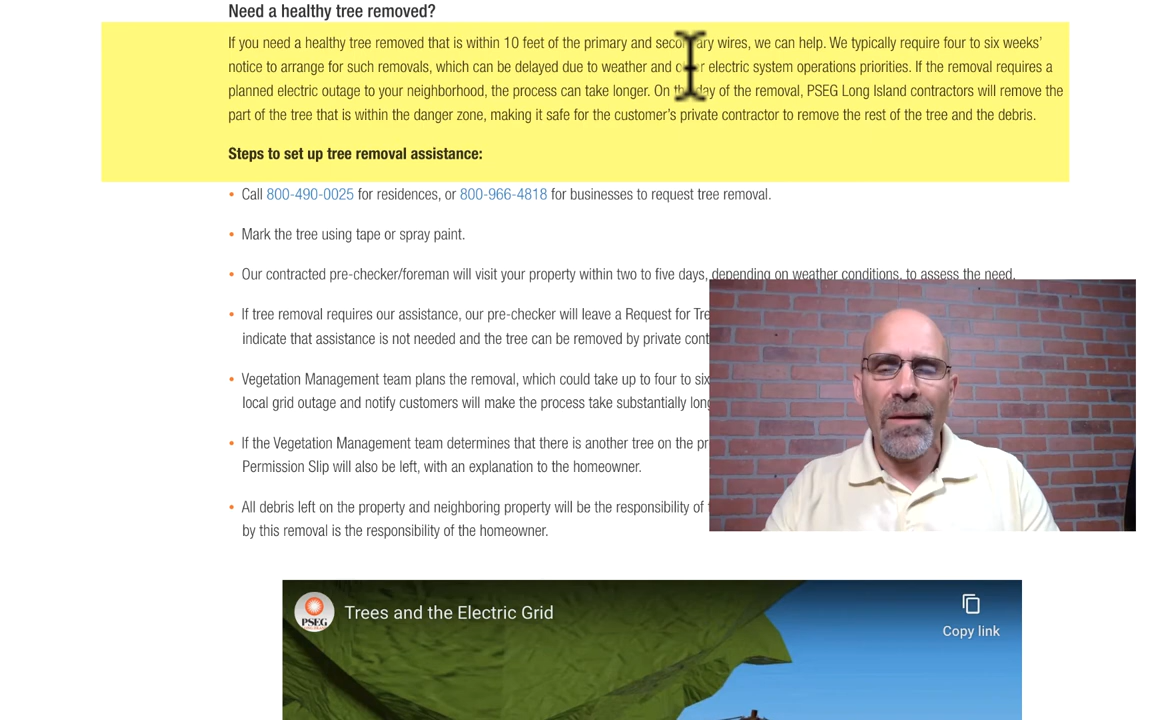 Need a healthy tree removed?
If you need a healthy tree removed that is within 10 feet of the primary and secondary wires, we can help. We typically require four to six weeks'
notice to arrange for such removals, which can be delayed due to weather and other electric system operations priorities. If the removal requires a
planned electric outage to your neighborhood, the process can take longer. On the day of the removal, PSEG Long Island contractors will remove the
part of the tree that is within the danger zone, making it safe for the customer's private contractor to remove the rest of the tree and the debris.
Steps to set up tree removal assistance:
• Call 800-490-0025 for residences, or 800-966-4818 for businesses to request tree removal.
• Mark the tree using tape or spray paint.
• Our contracted pre-checker/foreman will visit your property within two to five days, depending on weather conditions, to assess the need.
• If tree removal requires our assistance, our pre-checker will leave a Request for
indicate that assistance is not needed and the tree can be removed by private
• Vegetation Management team plans the removal, which could take up to four to six
local grid outage and notify customers will make the process take substantially
• If the Vegetation Management team determines that there is another tree on the
Permission Slip will also be left, with an explanation to the homeowner.
• All debris left on the property and neighboring property will be the responsibility of
by this removal is the responsibility of the homeowner.
PSEG
Trees and the Electric Grid
Copy link